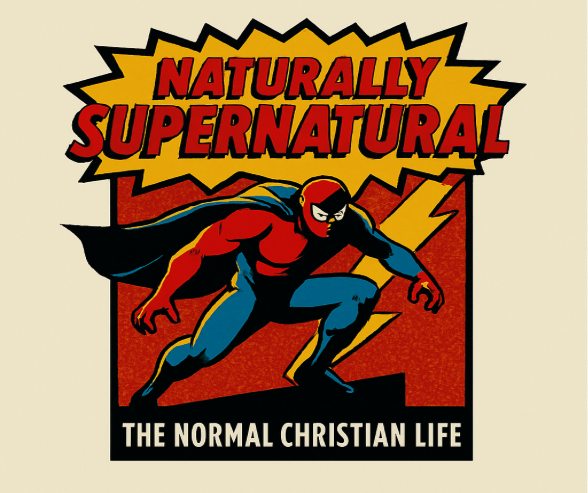 NATURALLY
SUPERNATURAL
THE NORMAL CHRISTIAN LIFE